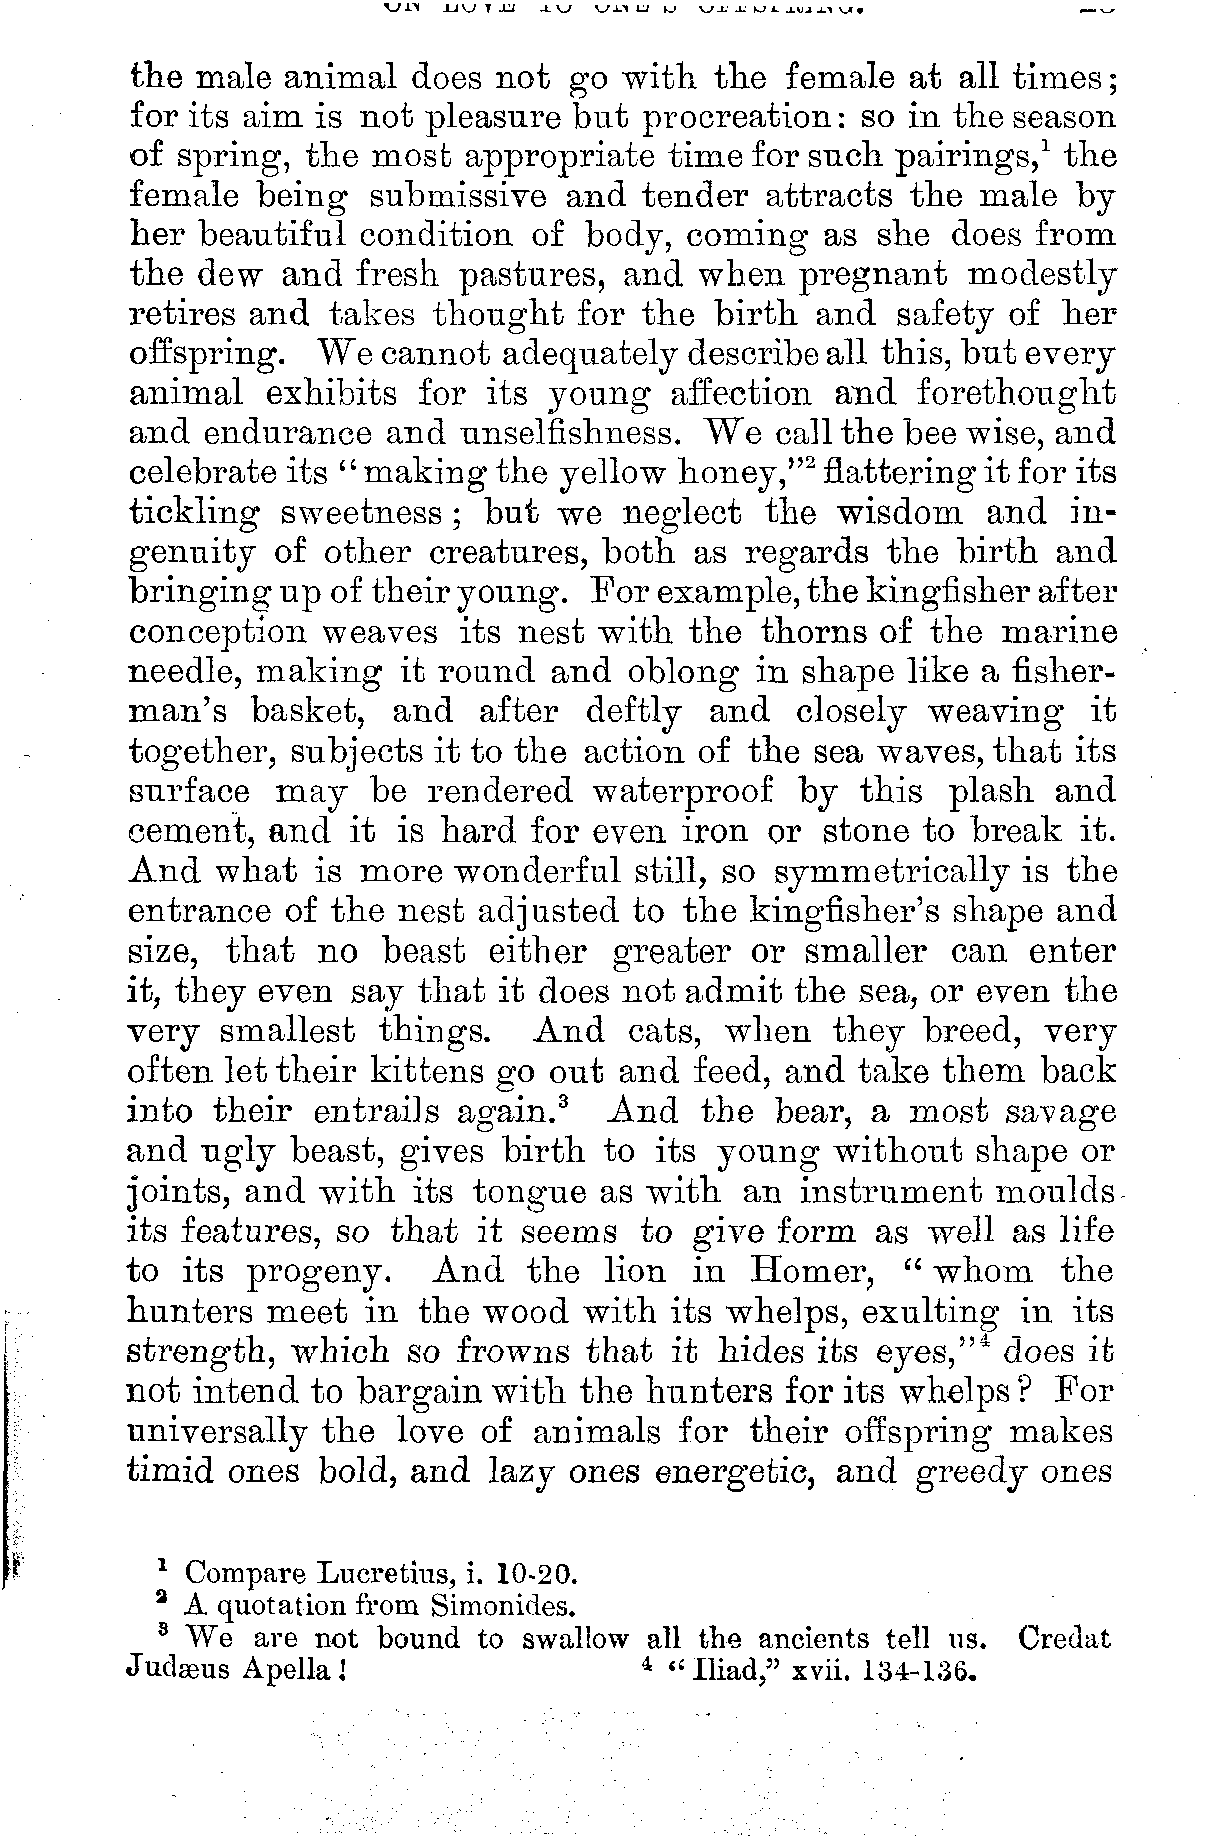 the male animal does not go with the female at all times;
for its aim is not pleasure but procreation: so in the season
of spring, the most appropriate time for such pairings,¹ the
female being submissive and tender attracts the male by
her beautiful condition of body, coming as she does from
the dew and fresh pastures, and when pregnant modestly
retires and takes thought for the birth and safety of her
offspring. We cannot adequately describe all this, but every
animal exhibits for its young affection and forethought
and endurance and unselfishness. We call the bee wise, and
celebrate its “making the yellow honey,”² flattering it for its
tickling sweetness; but we neglect the wisdom and in-
genuity of other creatures, both as regards the birth and
bringing up of their young. For example, the kingfisher after
conception weaves its nest with the thorns of the marine
needle, making it round and oblong in shape like a fisher-
man's basket, and after deftly and closely weaving it
together, subjects it to the action of the sea waves, that its
surface may be rendered waterproof by this plash and
cement, and it is hard for even iron or stone to break it.
And what is more wonderful still, so symmetrically is the
entrance of the nest adjusted to the kingfisher's shape and
size, that no beast either greater or smaller can enter
it, they even say that it does not admit the sea, or even the
very smallest things. And cats, when they breed, very
often let their kittens go out and feed, and take them back
into their entrails again.³ And the bear, a most savage
and ugly beast, gives birth to its young without shape or
joints, and with its tongue as with an instrument moulds
its features, so that it seems to give form as well as life
to its progeny. And the lion in Homer, “whom the
hunters meet in the wood with its whelps, exulting in its
strength, which so frowns that it hides its eyes,”⁴ does it
not intend to bargain with the hunters for its whelps? For
universally the love of animals for their offspring makes
timid ones bold, and lazy ones energetic, and greedy ones
¹ Compare Lucretius, i. 10-20.
² A quotation from Simonides.
³ We are not bound to swallow all the ancients tell us. Credat
Judæus Apella! ⁴ “Iliad,” xvii. 134-136.